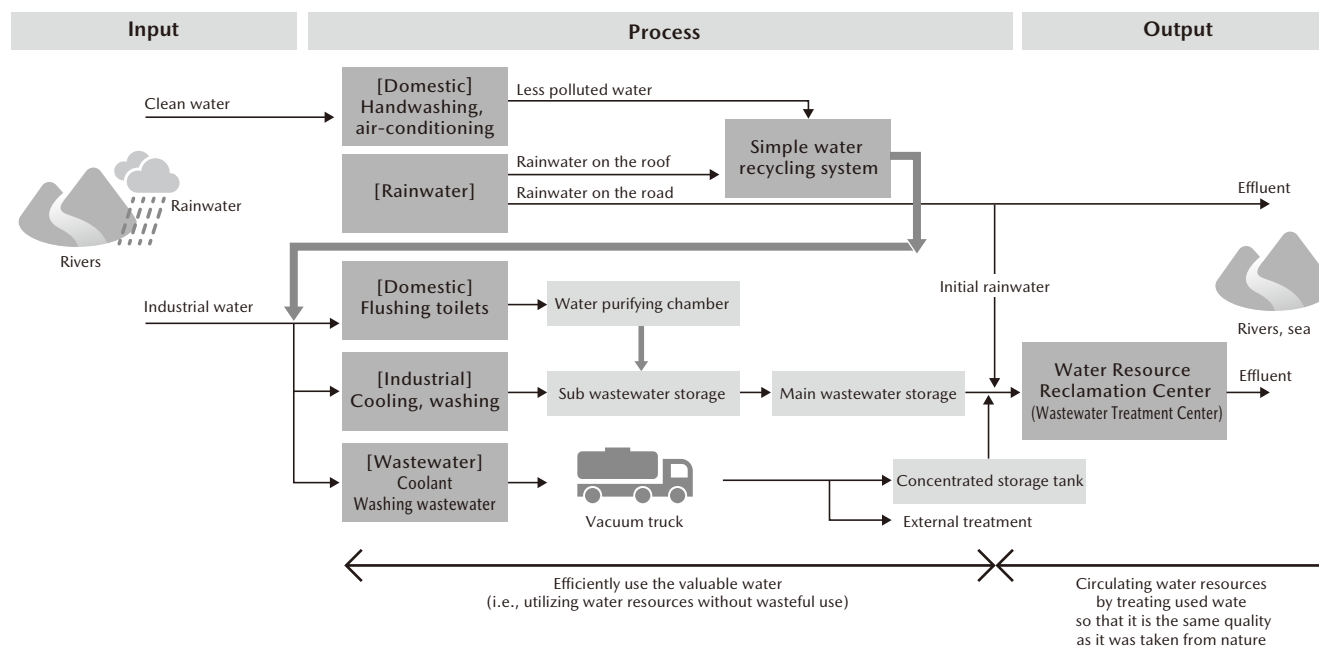 Input
Process
Output
Clean water
[Domestic]
Handwashing,
air-conditioning
Less polluted water
Simple water
recycling system
[Rainwater]
Rainwater on the roof
Rainwater on the road
Effluent
Rainwater
Rivers
Initial rainwater
Rivers, sea
Industrial water
[Domestic]
Flushing toilets
Water purifying chamber
[Industrial]
Cooling, washing
Sub wastewater storage
Main wastewater storage
Water Resource
Reclamation Center
(Wastewater Treatment Center)
Effluent
[Wastewater]
Coolant
Washing wastewater
Vacuum truck
Concentrated storage tank
External treatment
Efficiently use the valuable water
(i.e., utilizing water resources without wasteful use)
Circulating water resources
by treating used wate
so that it is the same quality
as it was taken from nature